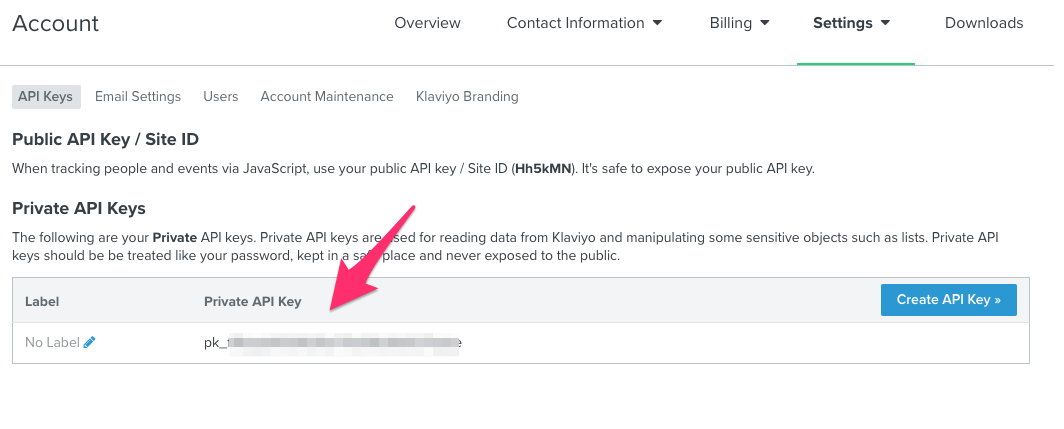 Account
Overview
Contact Information
Billing
Settings
Downloads
API Keys
Email Settings
Users
Account Maintenance
Klaviyo Branding
Public API Key / Site ID
When tracking people and events via JavaScript, use your public API key / Site ID (Hh5kMN). It's safe to expose your public API key.
Private API Keys
The following are your Private API keys. Private API keys are used for reading data from Klaviyo and manipulating some sensitive objects such as lists. Private API
keys should be be treated like your password, kept in a safe place and never exposed to the public.
Label
Private API Key
Create API Key »
No Label
pk_